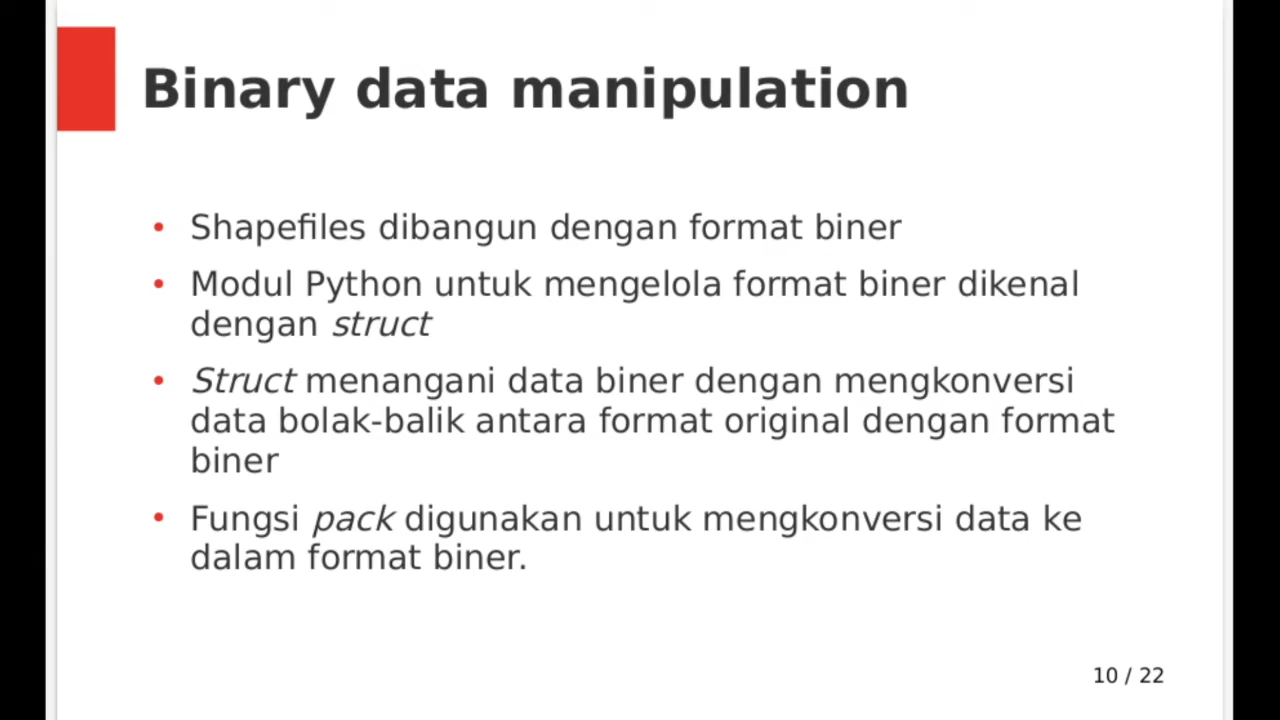 Binary data manipulation
• Shapefiles dibangun dengan format biner
• Modul Python untuk mengelola format biner dikenal
dengan struct
• Struct menangani data biner dengan mengkonversi
data bolak-balik antara format original dengan format
biner
• Fungsi pack digunakan untuk mengkonversi data ke
dalam format biner.
10 / 22